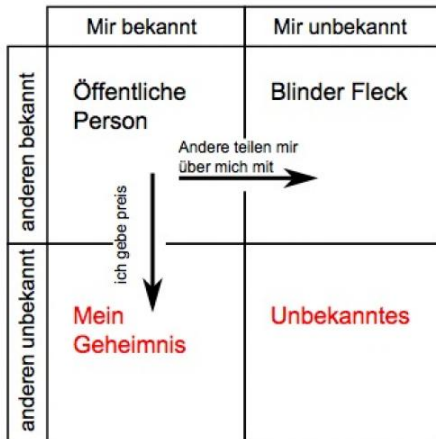 Mir bekannt
Mir unbekannt
anderen bekannt
Öffentliche
Person
Blinder Fleck
Andere teilen mir
über mich mit
ich gebe preis
anderen unbekannt
Mein
Geheimnis
Unbekanntes